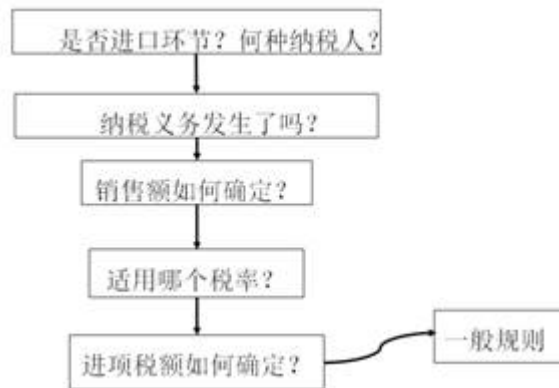 是否进口环节？何种纳税人？
纳税义务发生了吗？
销售额如何确定？
适用哪个税率？
进项税额如何确定？
一般规则